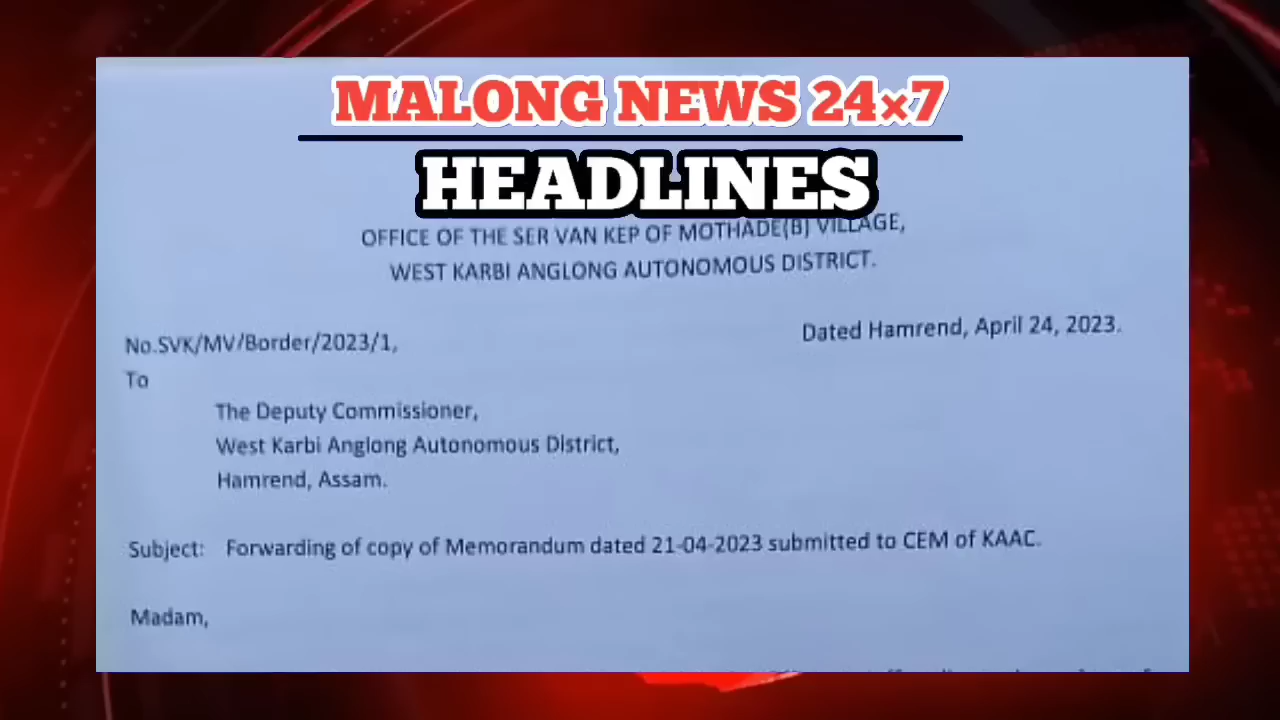 MALONG NEWS 24×7
HEADLINES
OFFICE OF THE SER VAN KEP OF MOTHADE(B) VILLAGE,
WEST KARBI ANGLONG AUTONOMOUS DISTRICT.
No.SVK/MV/Border/2023/1,
Dated Hamrend, April 24, 2023.
To
The Deputy Commissioner,
West Karbi Anglong Autonomous District,
Hamrend, Assam.
Subject: Forwarding of copy of Memorandum dated 21-04-2023 submitted to CEM of KAAC.
Madam,